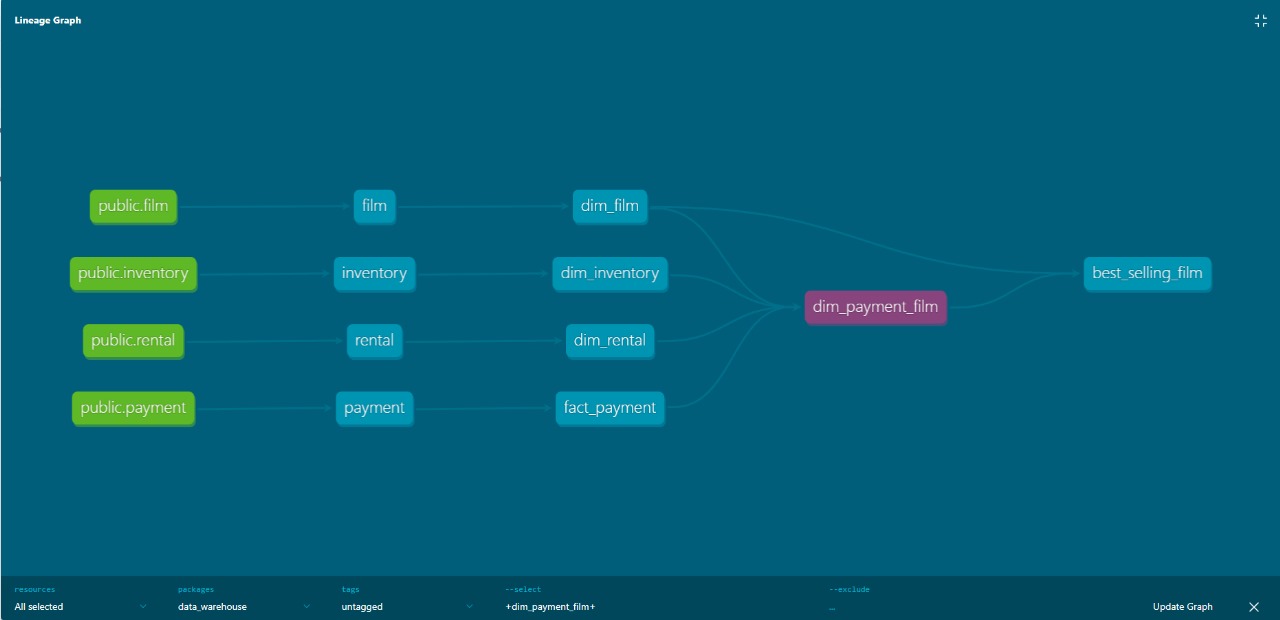 Lineage Graph
public.film
film
dim_film
public.inventory
inventory
dim_inventory
best_selling_film
dim_payment_film
public.rental
rental
dim_rental
public.payment
payment
fact_payment
resources
packages
tags
--select
--exclude
All selected
data_warehouse
untagged
+dim_payment_film+
...
Update Graph